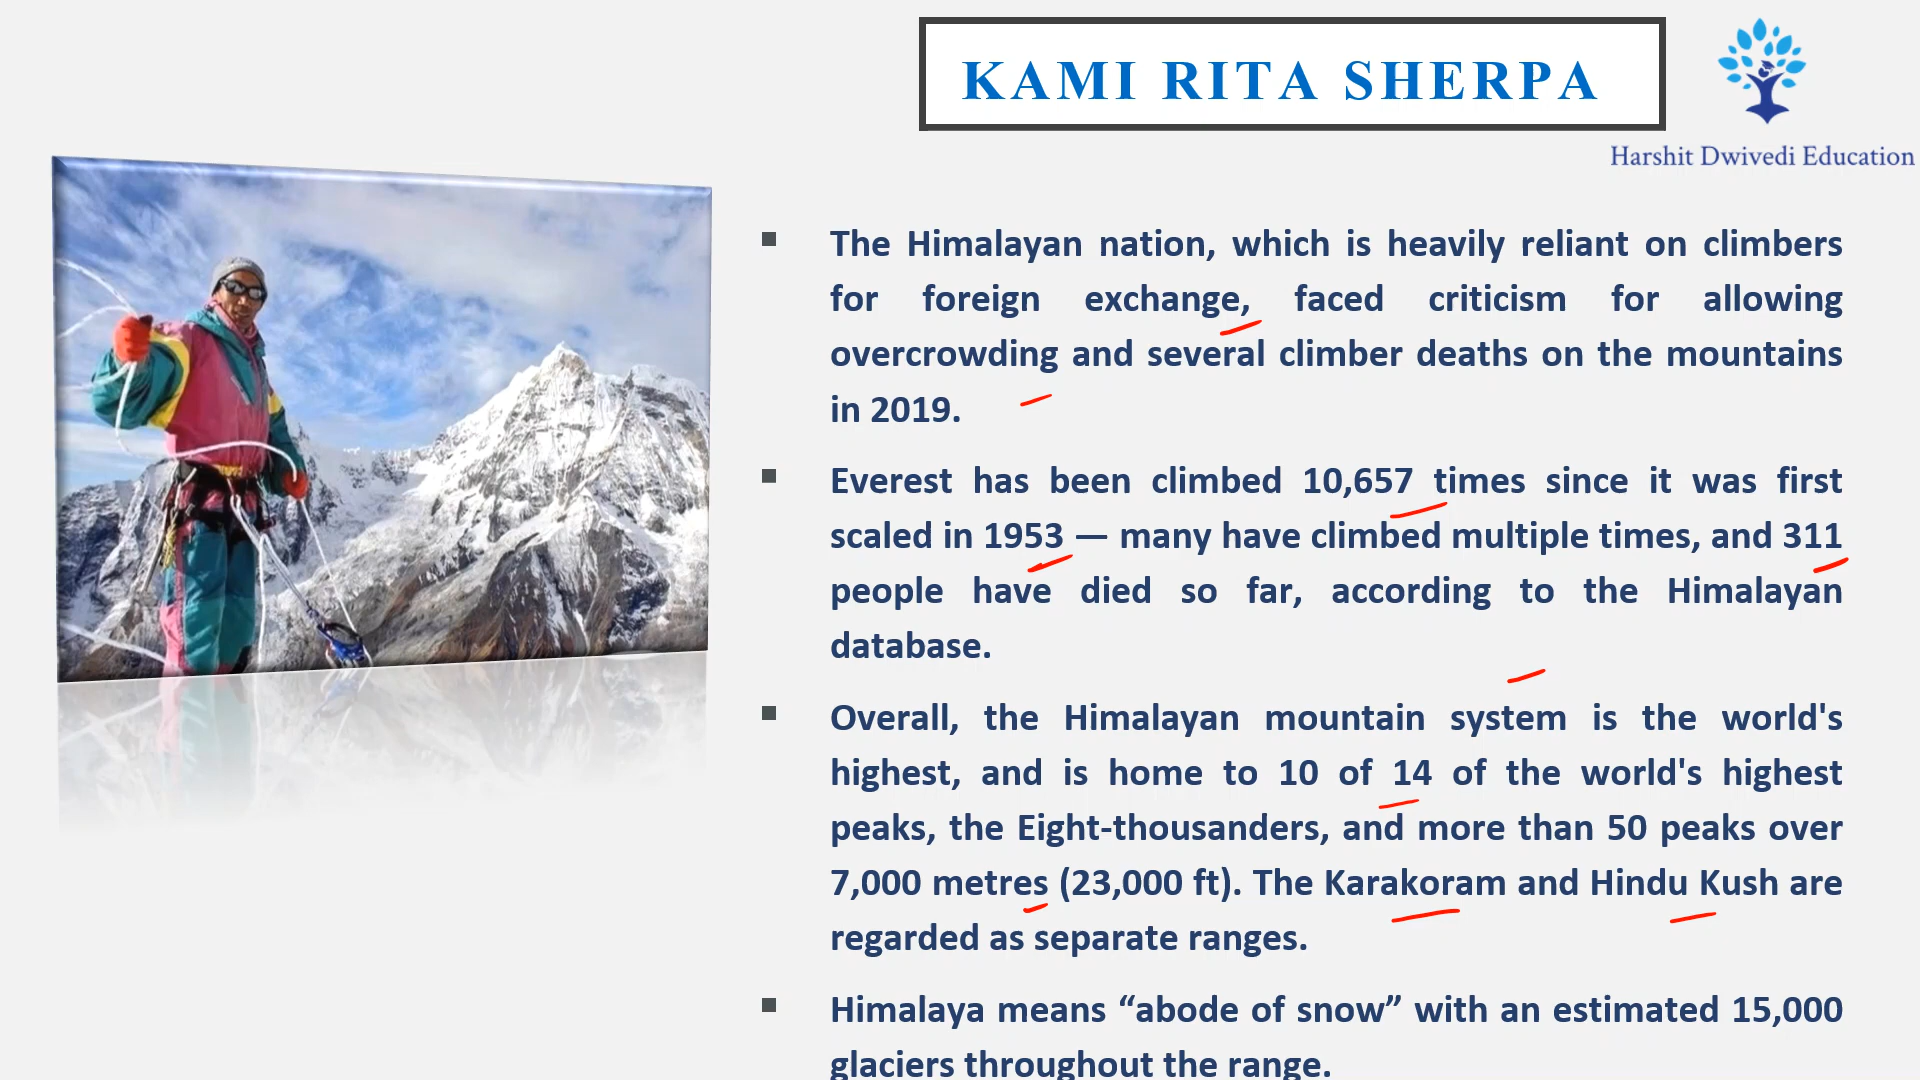 KAMI RITA SHERPA
Harshit Dwivedi Education
The Himalayan nation, which is heavily reliant on climbers
for foreign exchange, faced criticism for allowing
overcrowding and several climber deaths on the mountains
in 2019.
Everest has been climbed 10,657 times since it was first
scaled in 1953 — many have climbed multiple times, and 311
people have died so far, according to the Himalayan
database.
Overall, the Himalayan mountain system is the world's
highest, and is home to 10 of 14 of the world's highest
peaks, the Eight-thousanders, and more than 50 peaks over
7,000 metres (23,000 ft). The Karakoram and Hindu Kush are
regarded as separate ranges.
Himalaya means “abode of snow” with an estimated 15,000
glaciers throughout the range.